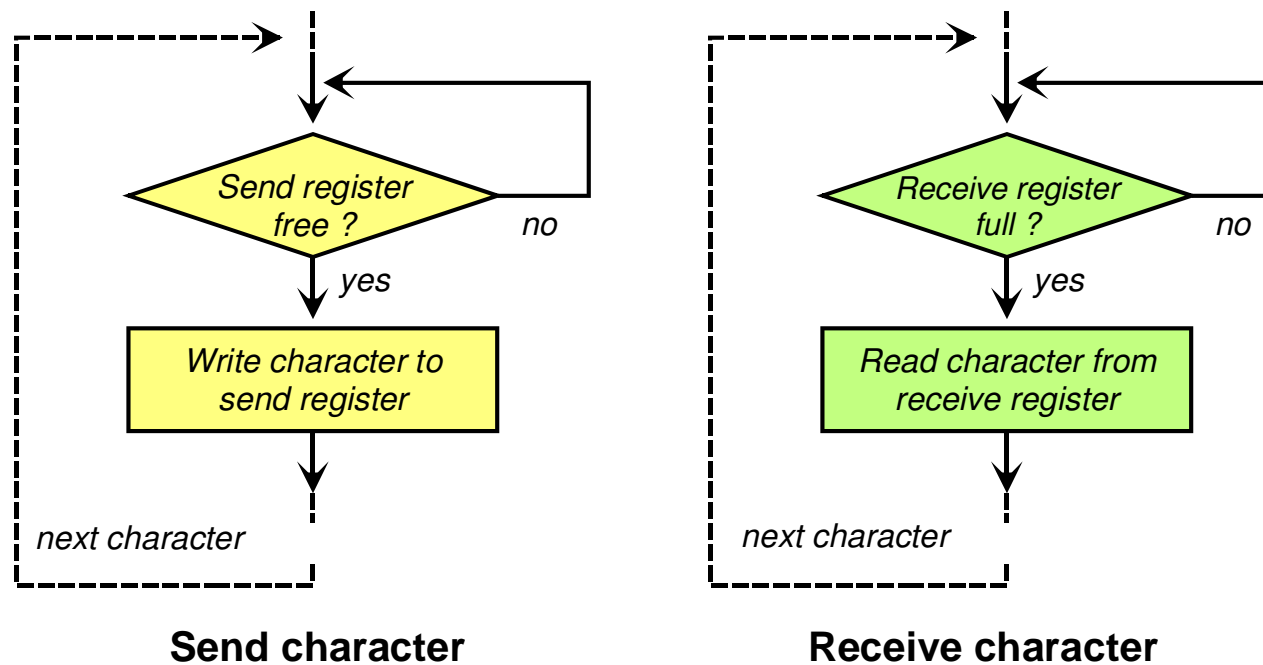 Send register
free ?
no
yes
Write character to
send register
next character
Send character
Receive register
full ?
no
yes
Read character from
receive register
next character
Receive character